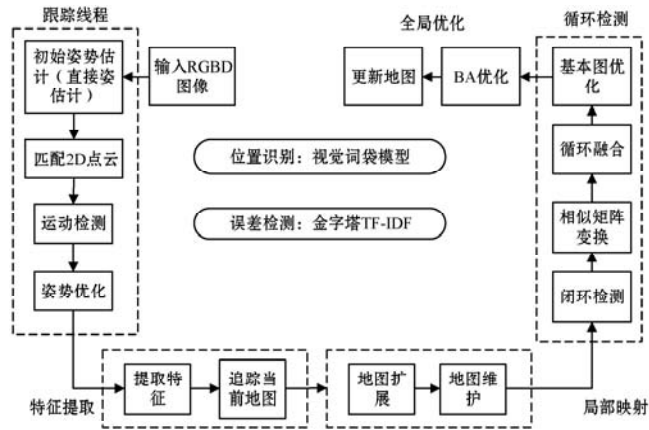 跟踪线程
初始姿势估
计（直接姿
估计）
输入RGBD
图像
匹配2D点云
运动检测
姿势优化
特征提取
提取特
征
追踪当
前地图
地图扩
展
地图维
护
局部映射
位置识别：视觉词袋模型
误差检测：金字塔TF-IDF
全局优化
更新地图
BA优化
循环检测
基本图优
化
循环融合
相似矩阵
变换
闭环检测